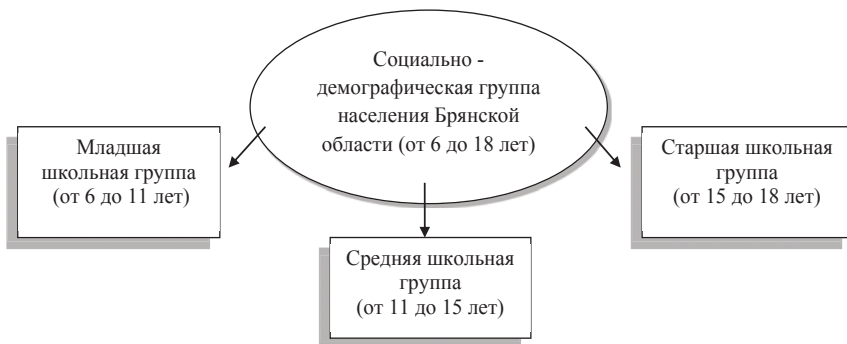 Социально -
демографическая группа
населения Брянской
области (от 6 до 18 лет)
Младшая
школьная группа
(от 6 до 11 лет)
Старшая школьная
группа
(от 15 до 18 лет)
Средняя школьная
группа
(от 11 до 15 лет)